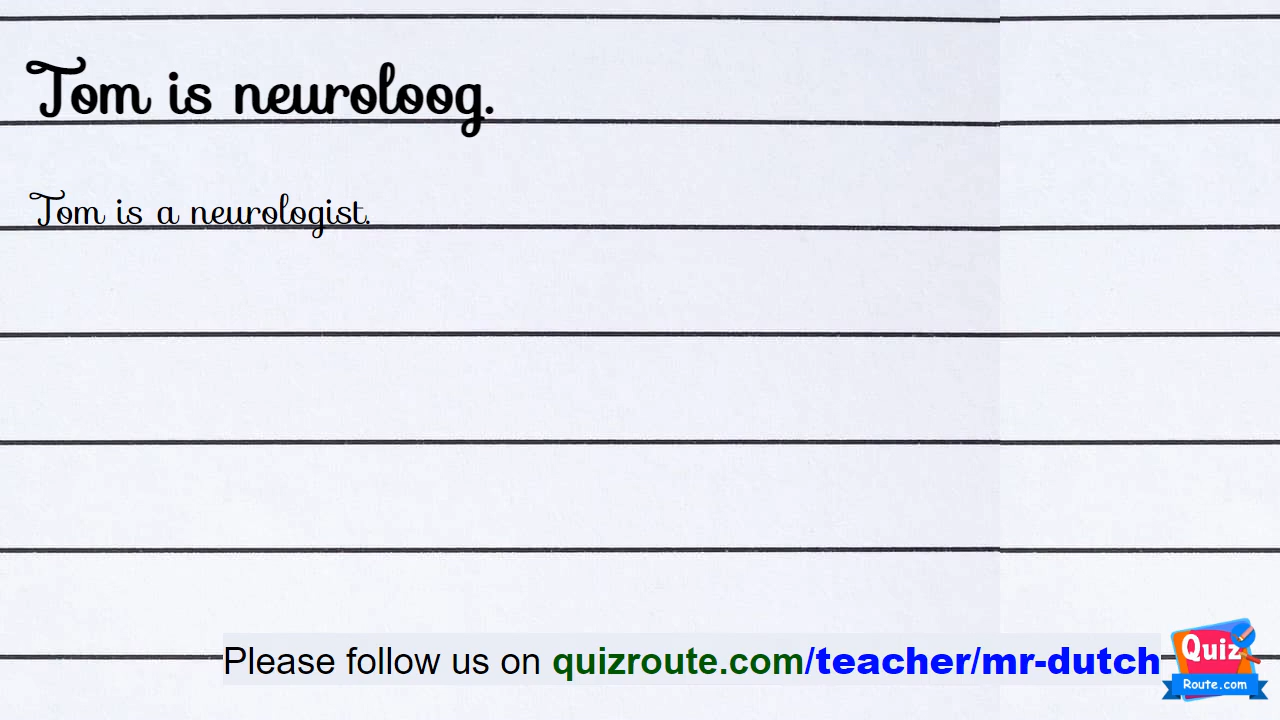 Tom is neuroloog.
Tom is a neurologist.
Please follow us on quizroute.com/teacher/mr-dutch
Quiz
Route.com